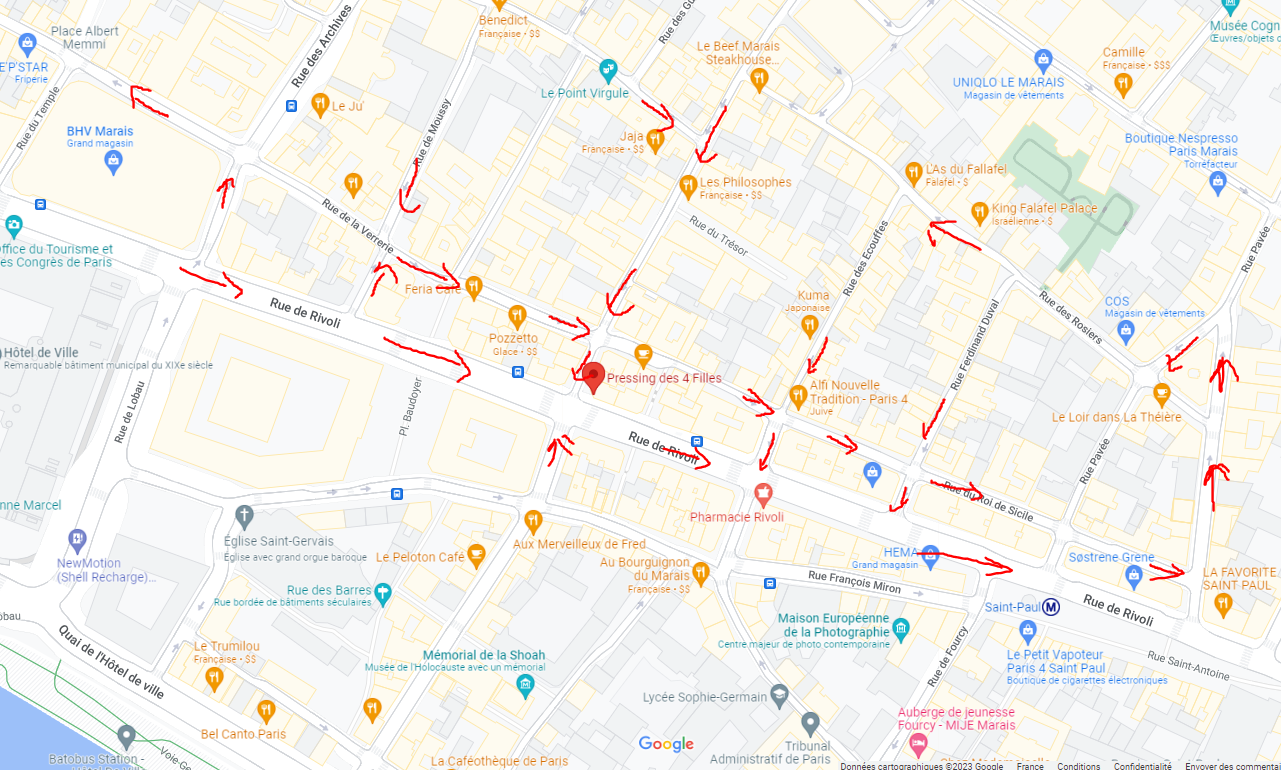 Place Albert
Memmi
E'P'STAR
Friperie
Rue du Temple
BHV Marais
Grand magasin
Rue des Archives
Le Ju'
Benedict
Française • $$
Rue de Moussy
Le Point Virgule
Le Beef Marais
Steakhouse...
Jaja
Française • $$
Les Philosophes
Française • $$
Rue du Trésor
UNIQLO LE MARAIS
Magasin de vêtements
Camille
Française • $$$
Musée Cogn
Œuvres/objets d
Boutique Nespresso
Paris Marais
Torréfacteur
L'As du Fallafel
Falafel • $
King Falafel Palace
Israélienne • $
Rue Pavée
Rue des Ecouffes
Rue de la Verrerie
ffice du Tourisme et
es Congrès de Paris
Rue de Rivoli
Feria Café
Pozzetto
Glace • $$
Kuma
Japonaise
COS
Magasin de vêtements
Rue des Rosiers
Rue Ferdinand Duval
Hôtel de Ville
Remarquable bâtiment municipal du XIXe siècle
Pressing des 4 Filles
Alfi Nouvelle
Tradition - Paris 4
Juive
Le Loir dans La Théière
Rue de Lobau
Pl. Baudoyer
Rue de Rivoli
Rue Pavée
Rue du Roi de Sicile
nne Marcel
Pharmacie Rivoli
Église Saint-Gervais
Église avec grand orgue baroque
Aux Merveilleux de Fred
Le Peloton Café
HEMA
Grand magasin
Søstrene Grene
LA FAVORITE
SAINT PAUL
NewMotion
(Shell Recharge)...
Rue des Barres
Rue bordée de bâtiments séculaires
Au Bourguignon
du Marais
Française • $$
Rue François Miron
Saint-Paul
M
Rue de Rivoli
obau
Quai de l'Hôtel de ville
Maison Européenne
de la Photographie
Centre majeur de photo contemporaine
Rue de Fourcy
Le Petit Vapoteur
Paris 4 Saint Paul
Boutique de cigarettes électroniques
Rue Saint-Antoine
Le Trumilou
Française • $$
Mémorial de la Shoah
Musée de l'Holocauste avec un mémorial
Lycée Sophie-Germain
Bel Canto Paris
Auberge de jeunesse
Fourcy - MIJE Marais
Google
Tribunal
Administratif de Paris
Batobus Station -
Voie Ge
La Caféothèque de Paris
Données cartographiques ©2023 Google France Conditions Confidentialité Envoyer des commentai